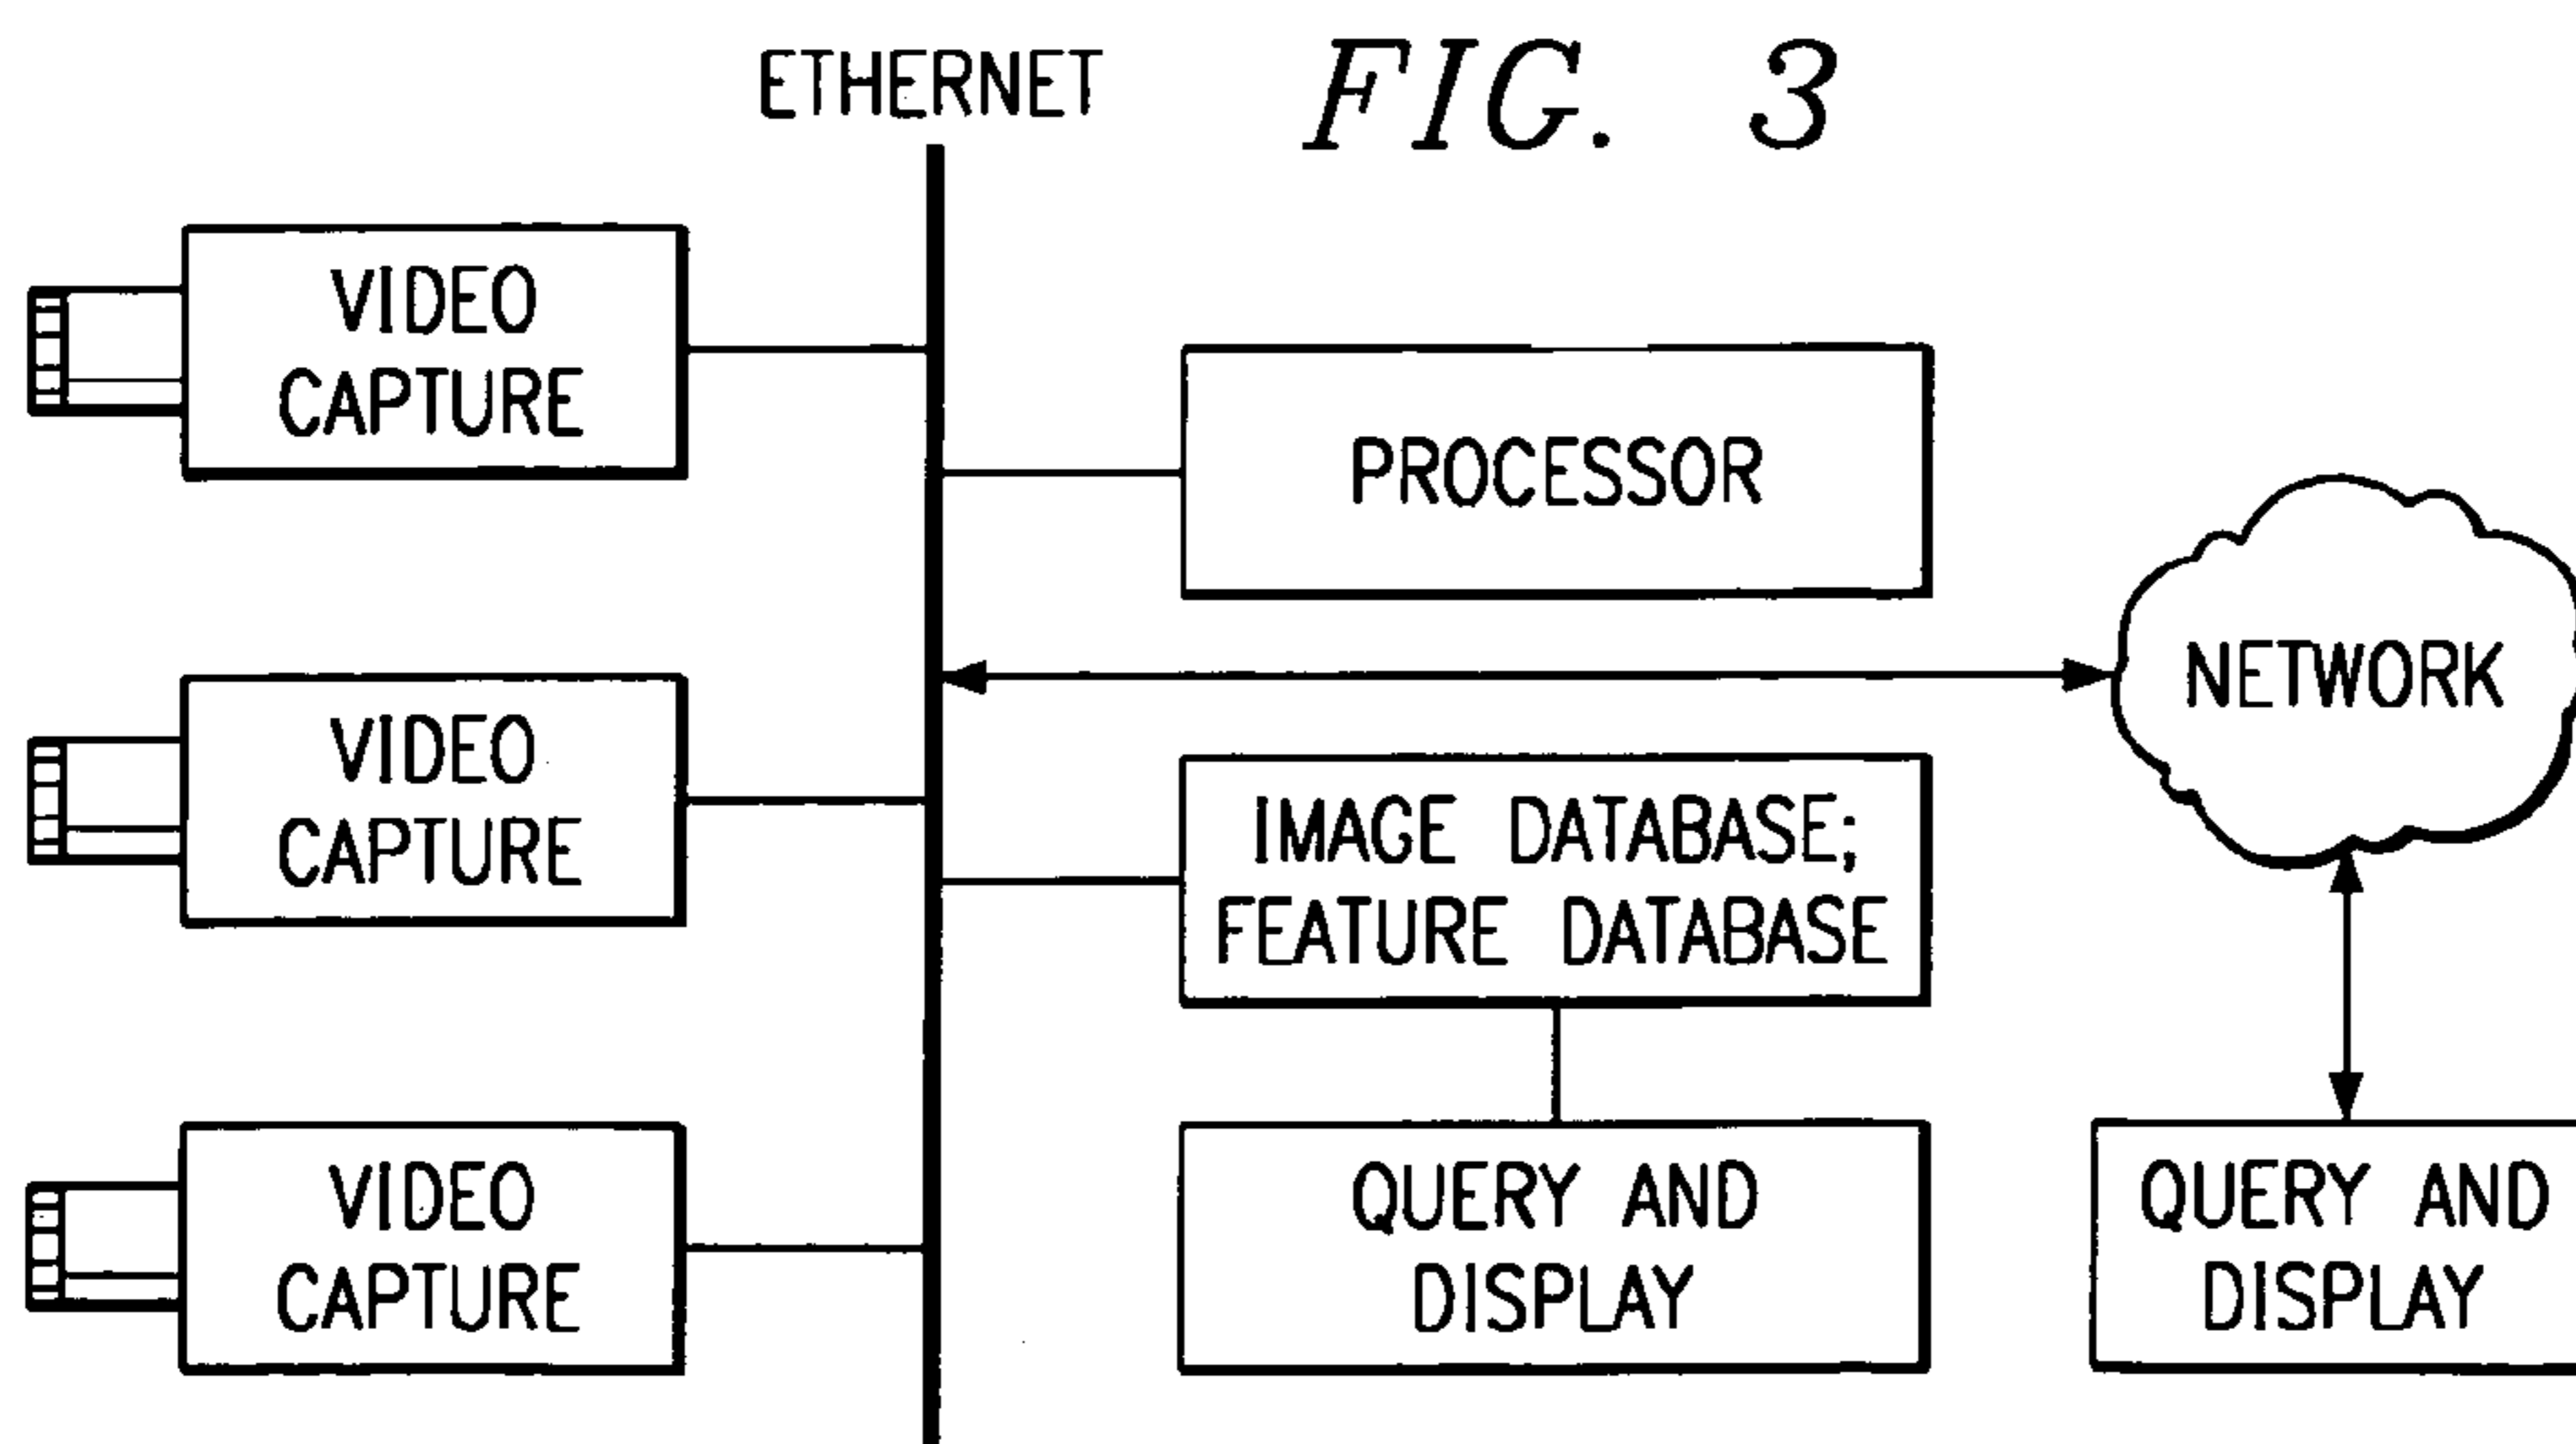 ETHERNET
FIG. 3
VIDEO
CAPTURE
PROCESSOR
NETWORK
VIDEO
CAPTURE
IMAGE DATABASE;
FEATURE DATABASE
VIDEO
CAPTURE
QUERY AND
DISPLAY
QUERY AND
DISPLAY